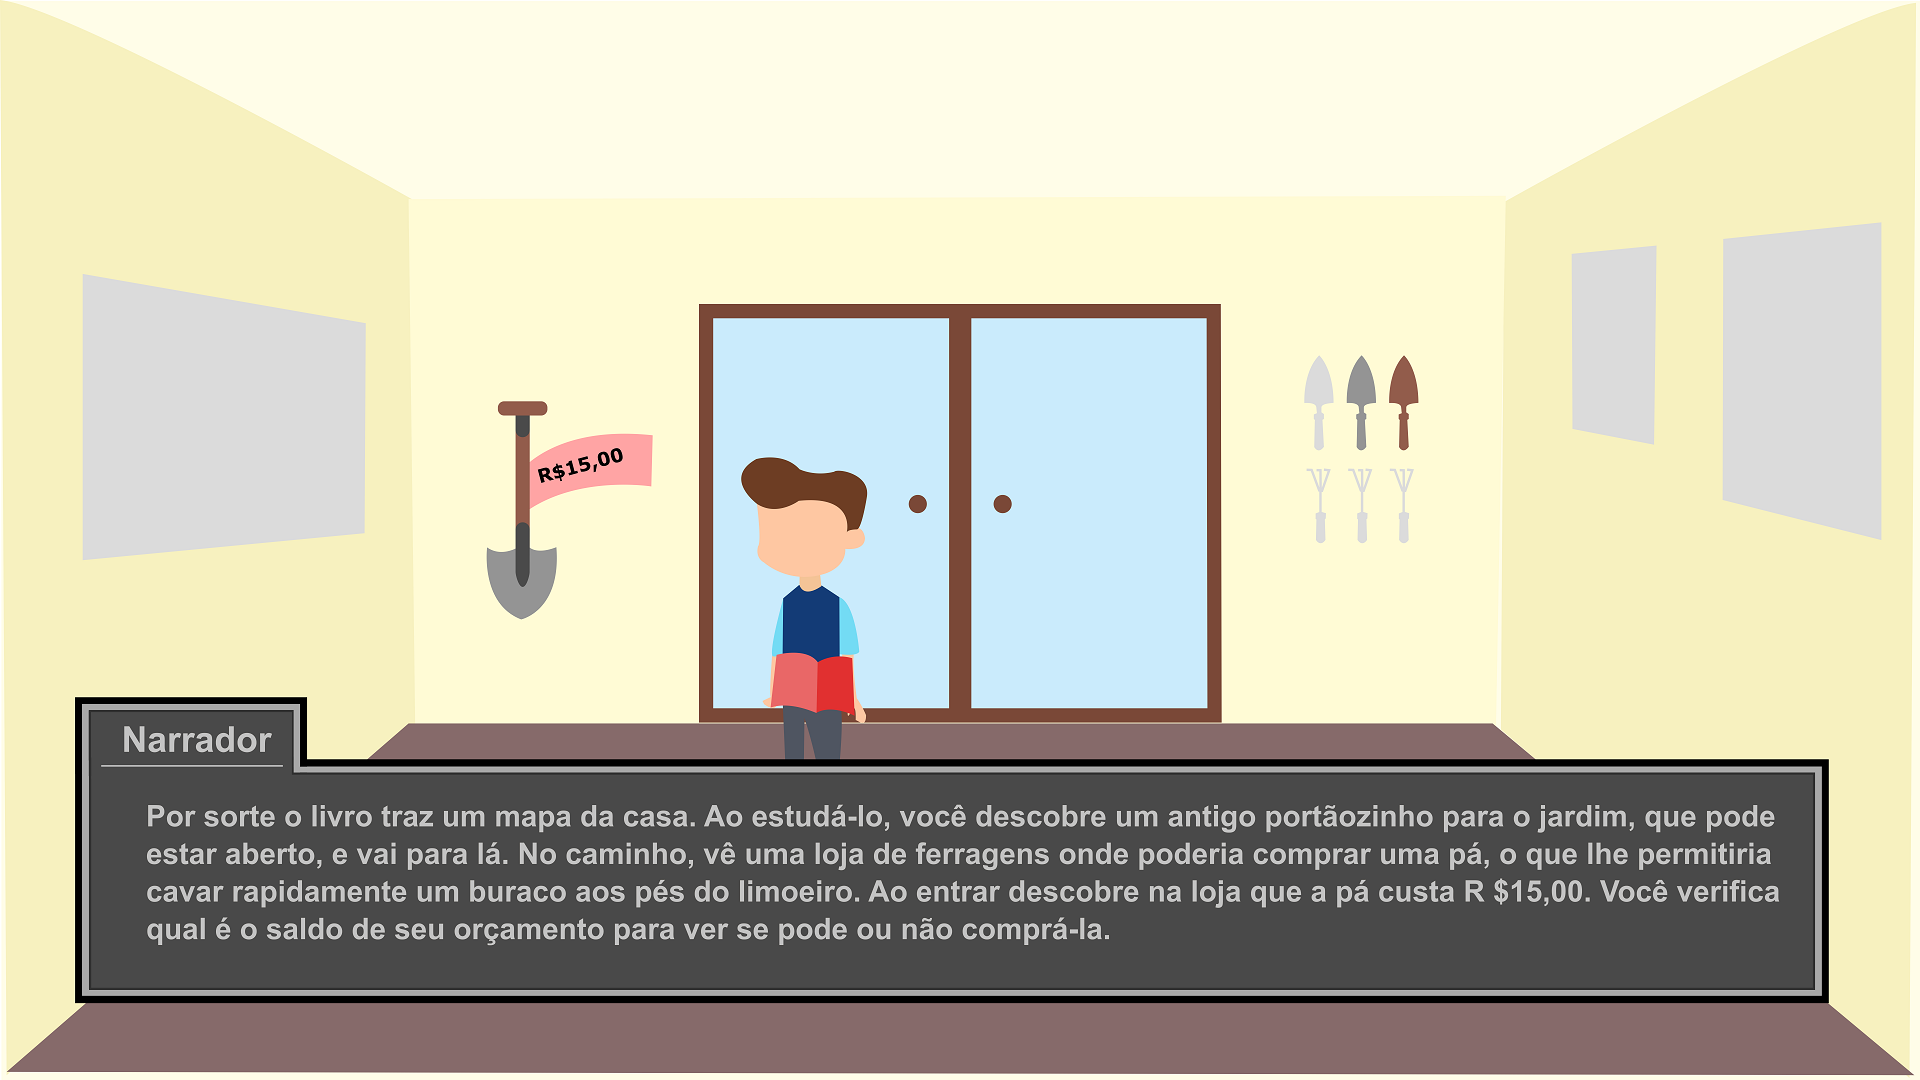 R$15,00
Narrador
Por sorte o livro traz um mapa da casa. Ao estudá-lo, você descobre um antigo portãozinho para o jardim, que pode
estar aberto, e vai para lá. No caminho, vê uma loja de ferragens onde poderia comprar uma pá, o que lhe permitiria
cavar rapidamente um buraco aos pés do limoeiro. Ao entrar descobre na loja que a pá custa R $15,00. Você verifica
qual é o saldo de seu orçamento para ver se pode ou não comprá-la.